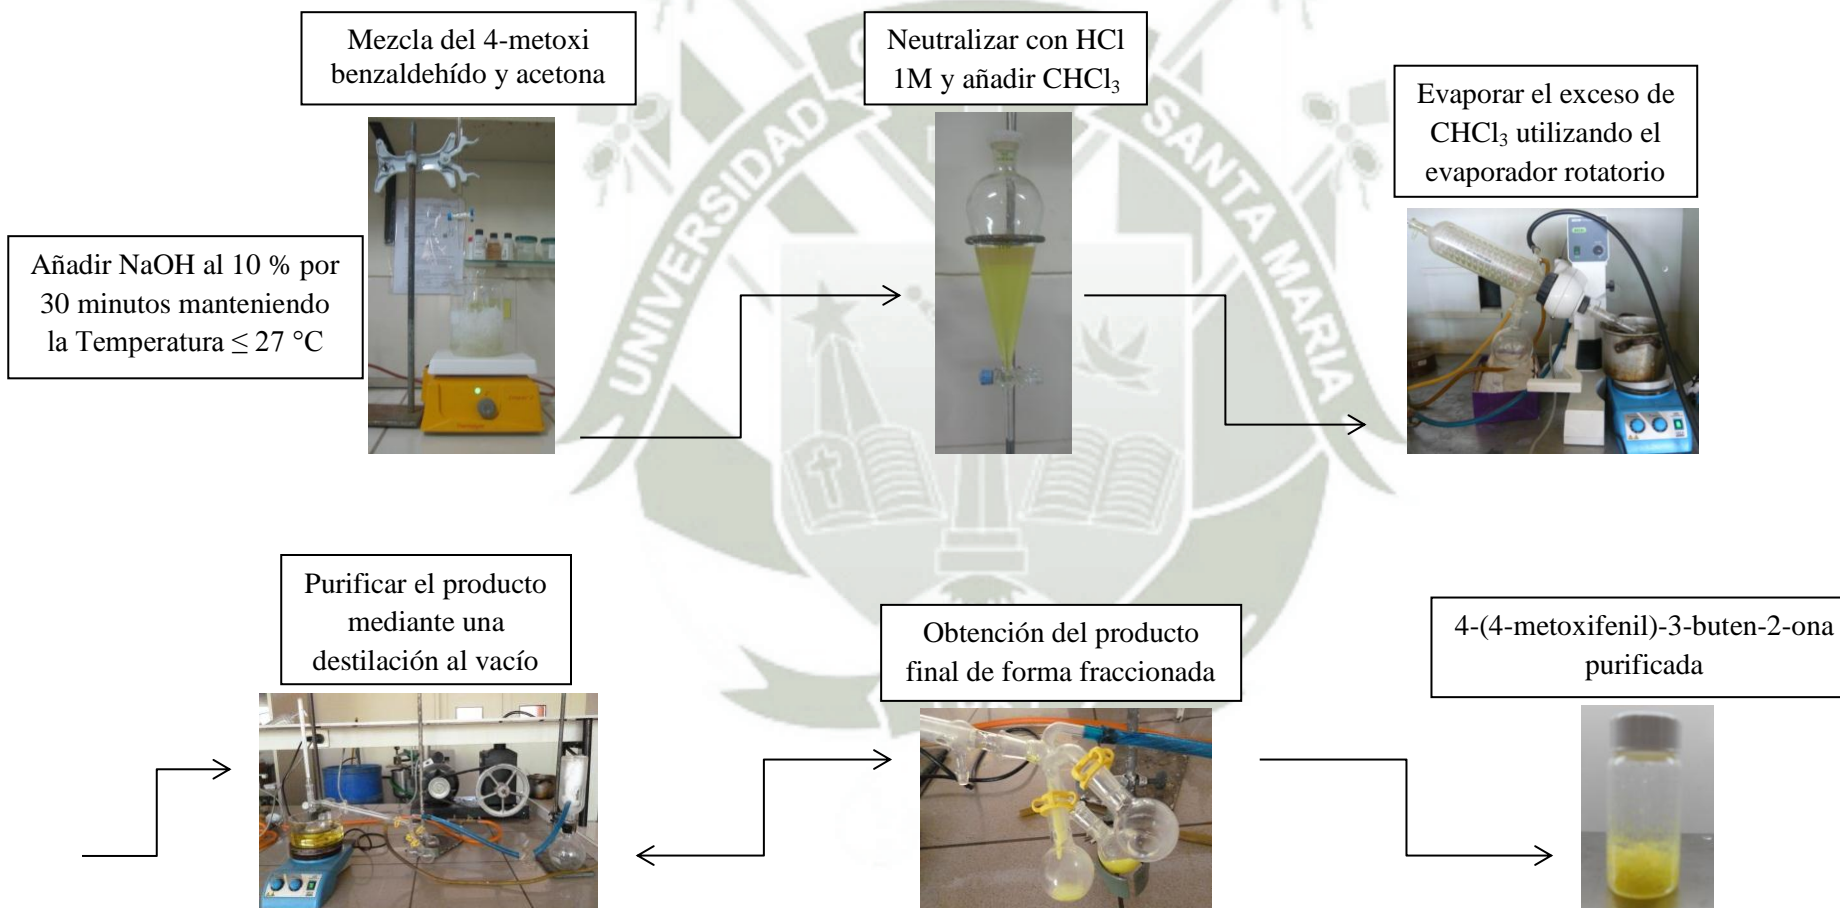 Mezcla del 4-metoxi
benzaldehído y acetona
Neutralizar con HCl
1M y añadir CHCl₃
Evaporar el exceso de
CHCl₃ utilizando el
evaporador rotatorio
Añadir NaOH al 10 % por
30 minutos manteniendo
la Temperatura ≤ 27 °C
UNIVERSIDAD
SANTA MARIA
Purificar el producto
mediante una
destilación al vacío
Obtención del producto
final de forma fraccionada
4-(4-metoxifenil)-3-buten-2-ona
purificada